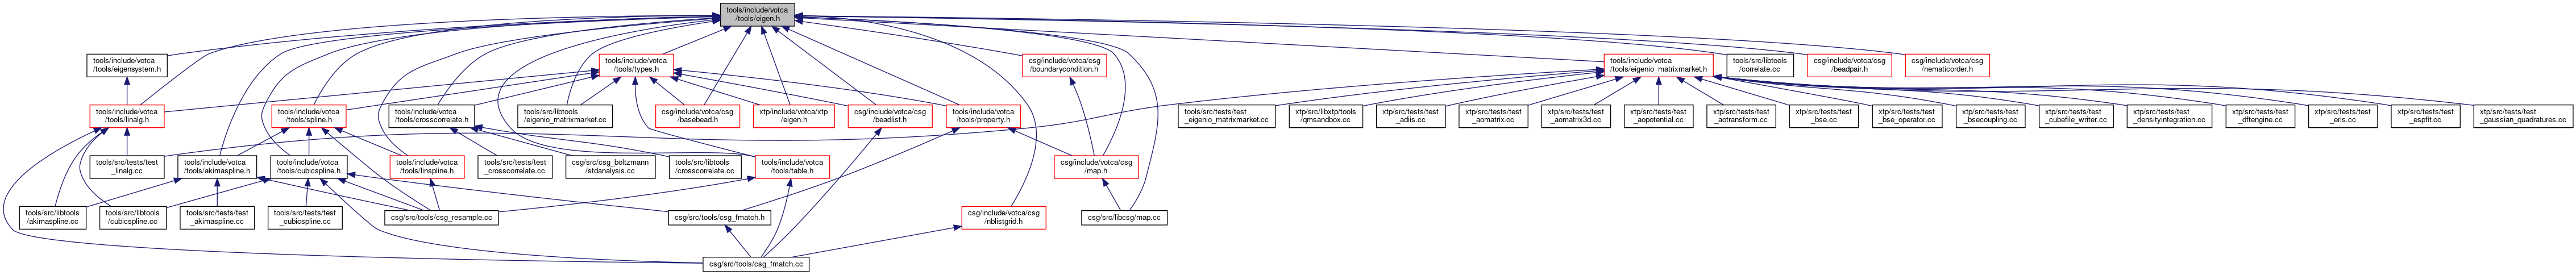 tools/include/votca
/tools/eigen.h
tools/include/votca
/tools/eigensystem.h
tools/include/votca
/tools/types.h
csg/include/votca/csg
/boundarycondition.h
tools/include/votca
/tools/eigenio_matrixmarket.h
tools/src/libtools
/correlate.cc
csg/include/votca/csg
/beadpair.h
csg/include/votca/csg
/nematicorder.h
tools/include/votca
/tools/linalg.h
tools/include/votca
/tools/spline.h
tools/include/votca
/tools/crosscorrelate.h
tools/src/libtools
/eigenio_matrixmarket.cc
csg/include/votca/csg
/basebead.h
xtp/include/votca/xtp
/eigen.h
csg/include/votca/csg
/beadlist.h
tools/include/votca
/tools/property.h
tools/src/tests/test
_eigenio_matrixmarket.cc
xtp/src/libxtp/tools
/qmsandbox.cc
xtp/src/tests/test
_adiis.cc
xtp/src/tests/test
_aomatrix.cc
xtp/src/tests/test
_aomatrix3d.cc
xtp/src/tests/test
_aopotential.cc
xtp/src/tests/test
_aotransform.cc
xtp/src/tests/test
_bse.cc
xtp/src/tests/test
_bse_operator.cc
xtp/src/tests/test
_bsecoupling.cc
xtp/src/tests/test
_cubefile_writer.cc
xtp/src/tests/test
_densityintegration.cc
xtp/src/tests/test
_dftengine.cc
xtp/src/tests/test
_eris.cc
xtp/src/tests/test
_espfit.cc
xtp/src/tests/test
_gaussian_quadratures.cc
tools/src/tests/test
_linalg.cc
tools/include/votca
/tools/akimaspline.h
tools/include/votca
/tools/cubicspline.h
tools/include/votca
/tools/linspline.h
tools/src/tests/test
_crosscorrelate.cc
csg/src/csg_boltzmann
/stdanalysis.cc
tools/src/libtools
/crosscorrelate.cc
tools/include/votca
/tools/table.h
csg/include/votca/csg
/map.h
tools/src/libtools
/akimaspline.cc
tools/src/libtools
/cubicspline.cc
tools/src/tests/test
_akimaspline.cc
tools/src/tests/test
_cubicspline.cc
csg/src/tools/csg_resample.cc
csg/src/tools/csg_fmatch.h
csg/include/votca/csg
/nblistgrid.h
csg/src/libcsg/map.cc
csg/src/tools/csg_fmatch.cc